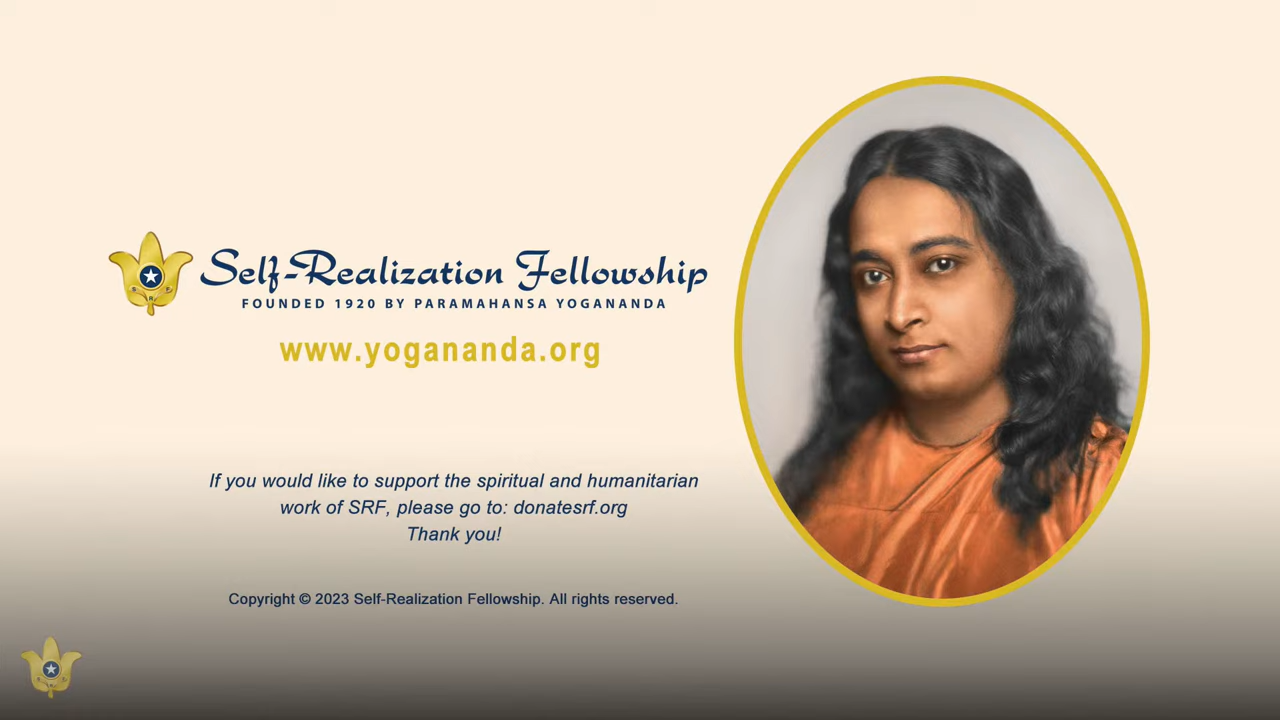 Self-Realization Fellowship
FOUNDED 1920 BY PARAMAHANSA YOGANANDA
www.yogananda.org
If you would like to support the spiritual and humanitarian
work of SRF, please go to: donatesrf.org
Thank you!
Copyright © 2023 Self-Realization Fellowship. All rights reserved.